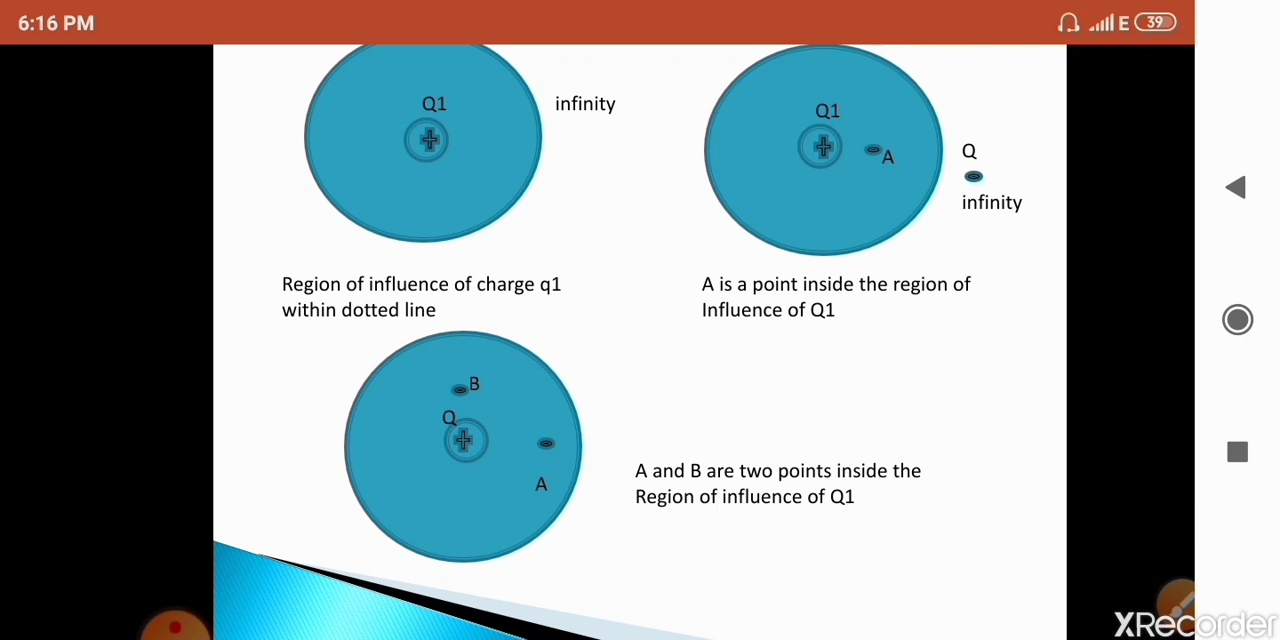 6:16 PM
E 39
Q1
infinity
Q1
A
Q
infinity
Region of influence of charge q1
within dotted line
A is a point inside the region of
Influence of Q1
B
Q
A
A and B are two points inside the
Region of influence of Q1
XRecorder